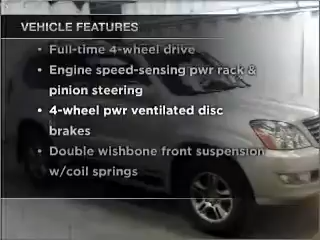 VEHICLE FEATURES
• Full-time 4-wheel drive
• Engine speed-sensing pwr rack &
pinion steering
• 4-wheel pwr ventilated disc
brakes
• Double wishbone front suspension
w/coil springs